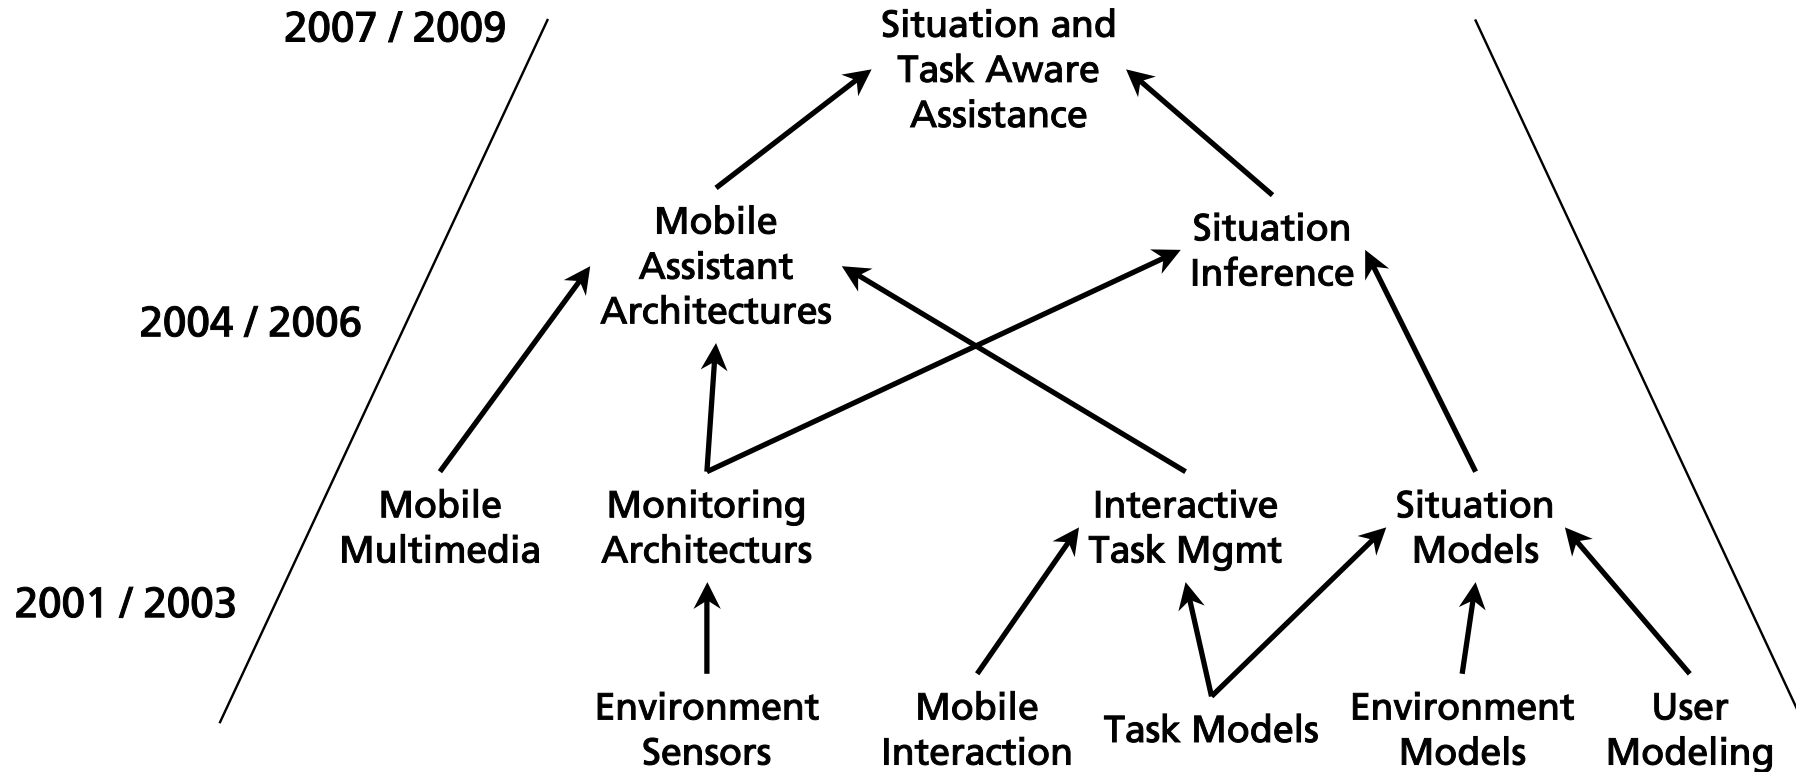 2007 / 2009
Situation and
Task Aware
Assistance
Mobile
Assistant
Architectures
Situation
Inference
2004 / 2006
Mobile
Multimedia
Monitoring
Architecturs
Interactive
Task Mgmt
Situation
Models
2001 / 2003
Environment
Sensors
Mobile
Interaction
Task Models
Environment
Models
User
Modeling